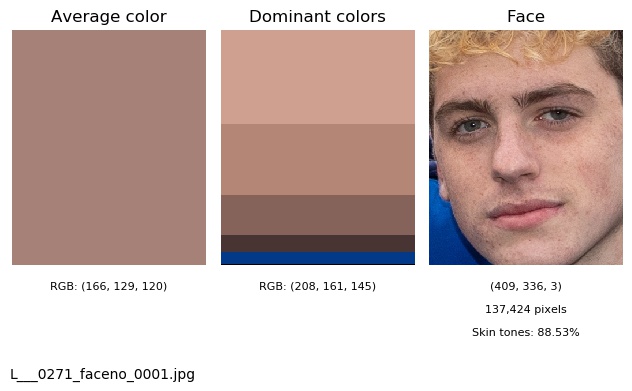 Average color
Dominant colors
Face
RGB: (166, 129, 120)
RGB: (208, 161, 145)
(409, 336, 3)
137,424 pixels
Skin tones: 88.53%
L___0271_faceno_0001.jpg